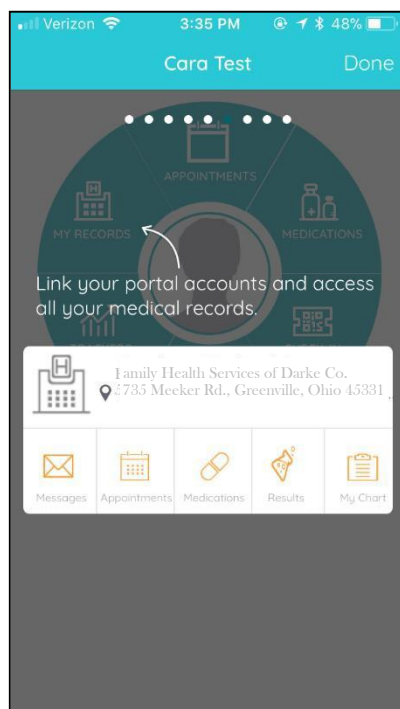 Verizon 3:35 PM 48%
Cara Test Done
APPOINTMENTS
MY RECORDS MEDICATIONS
Link your portal accounts and access
all your medical records.
Family Health Services of Darke Co.
5735 Meeker Rd., Greenville, Ohio 45331
Messages Appointments Medications Results My Chart